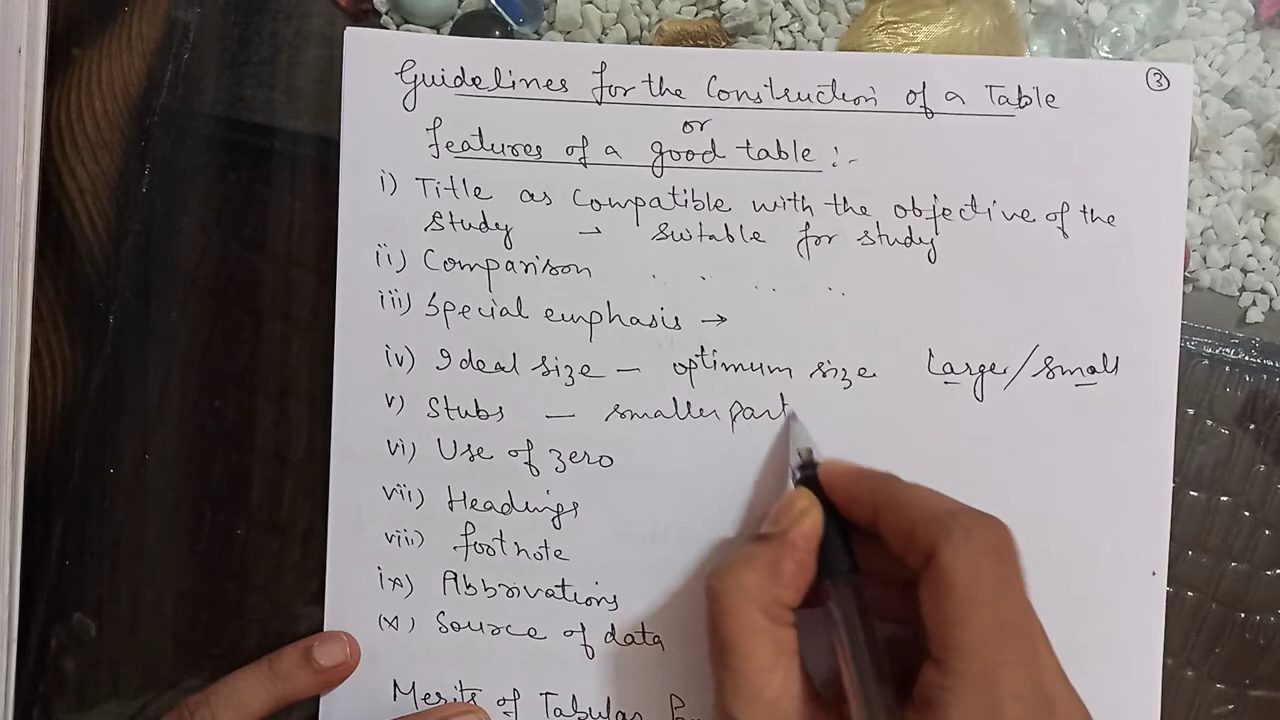 ③
Guidelines for the Construction of a Table
or
features of a good table :-
i) Title as compatible with the objective of the
study → suitable for study
ii) Comparison
iii) Special emphasis →
iv) Ideal size – optimum size Large/small
v) Stubs – smaller part
vi) Use of zero
vii) Headings
viii) footnote
ix) Abbrivations
(x) Source of data
Merits of Tabular